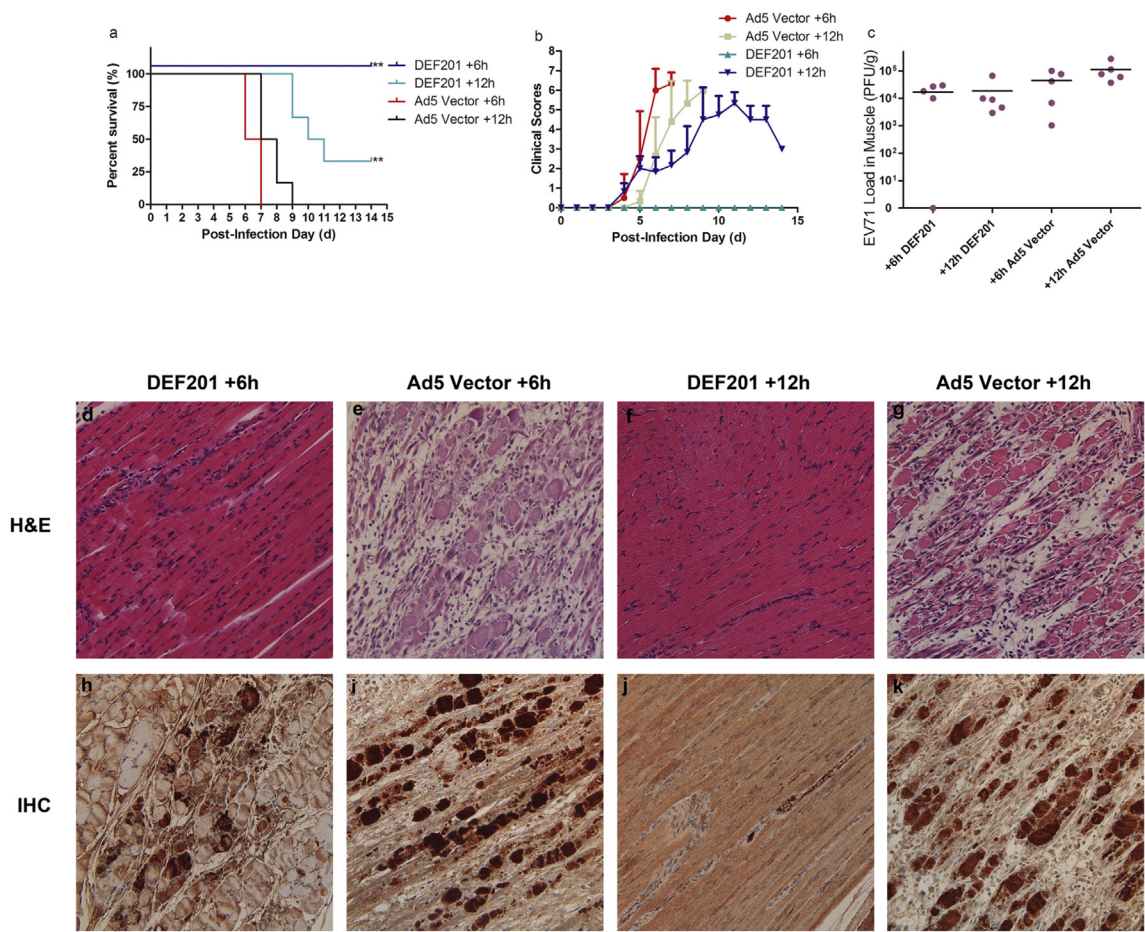 a
DEF201 +6h
DEF201 +12h
Ad5 Vector +6h
Ad5 Vector +12h
**
**
Percent survival (%)
100
75
50
25
0
0 1 2 3 4 5 6 7 8 9 10 11 12 13 14 15
Post-Infection Day (d)
b
Ad5 Vector +6h
Ad5 Vector +12h
DEF201 +6h
DEF201 +12h
Clinical Scores
8
7
6
5
4
3
2
1
0
0 5 10 15
Post-Infection Day (d)
c
EV71 Load in Muscle (PFU/g)
10⁵
10⁴
10³
10²
10¹
0
+6h DEF201
+12h DEF201
+6h Ad5 Vector
+12h Ad5 Vector
DEF201 +6h Ad5 Vector +6h DEF201 +12h Ad5 Vector +12h
d e f g
H&E
h i j k
IHC